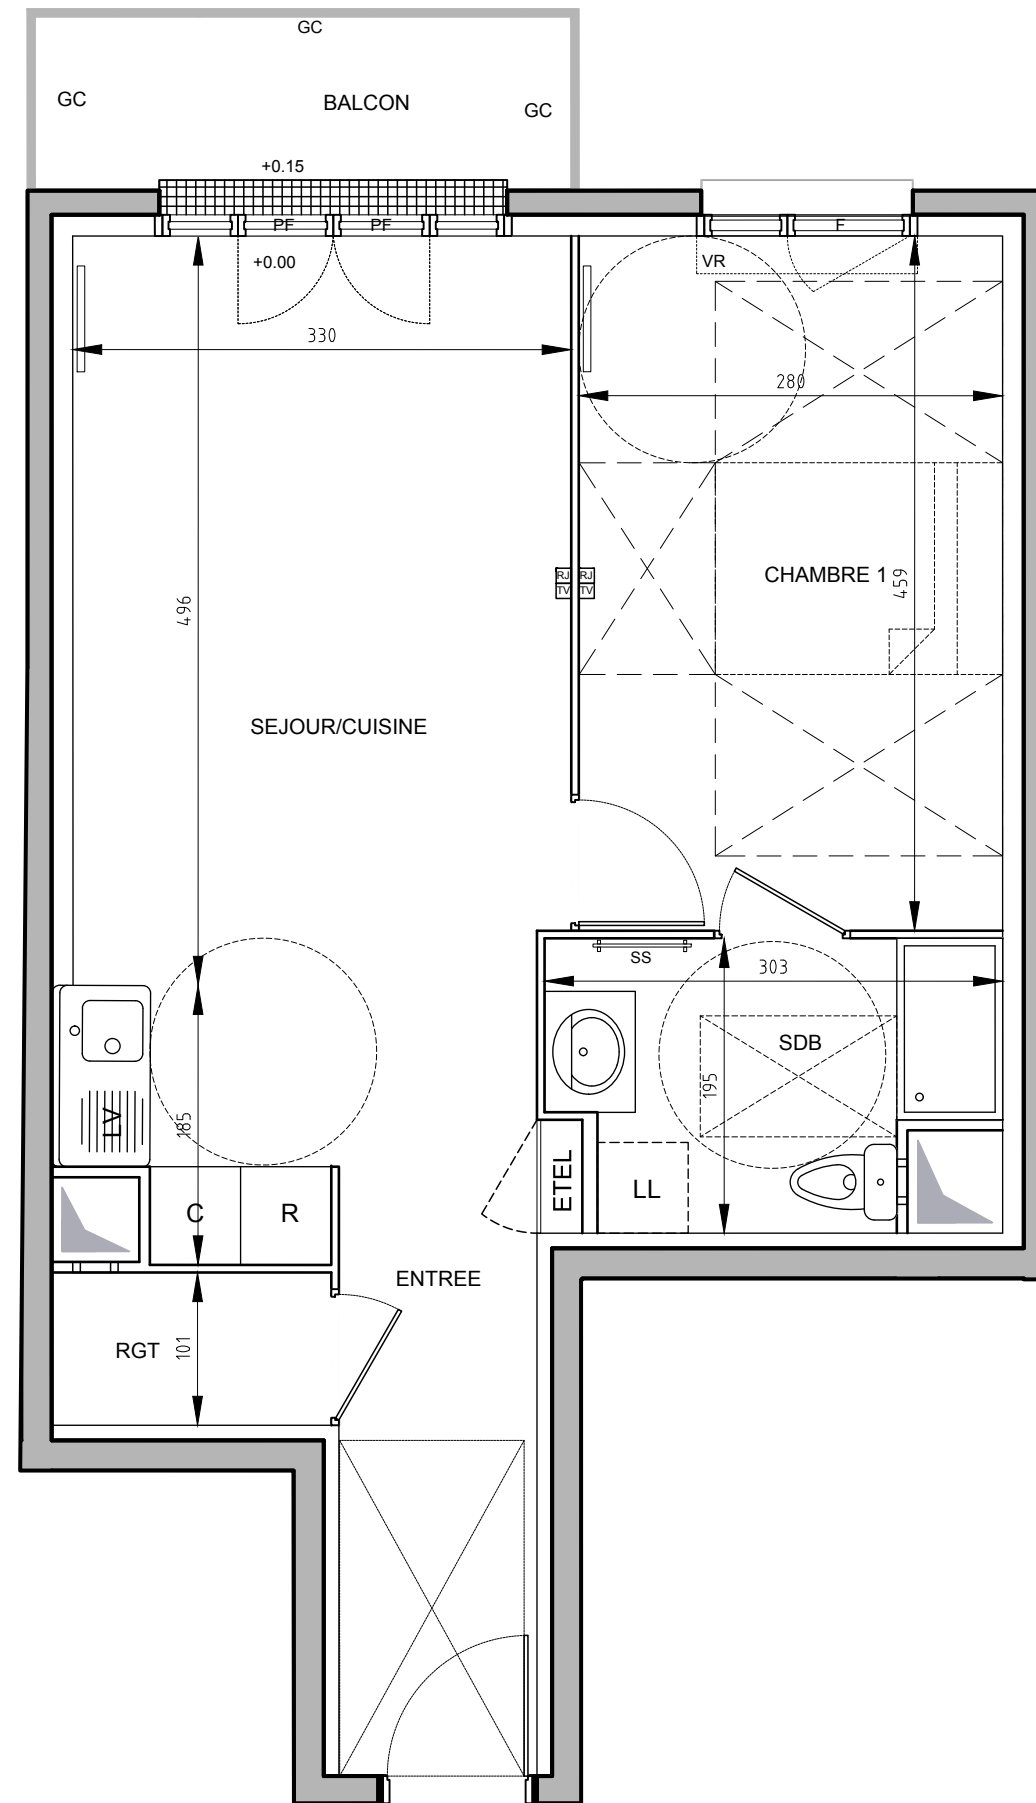 GC
GC
BALCON
GC
+0.15
PF
PF
F
+0.00
VR
330
280
RJ
RJ
TV
TV
CHAMBRE 1
459
496
SEJOUR/CUISINE
SS
303
SDB
195
LV
185
ETEL
LL
C
R
ENTREE
RGT
101